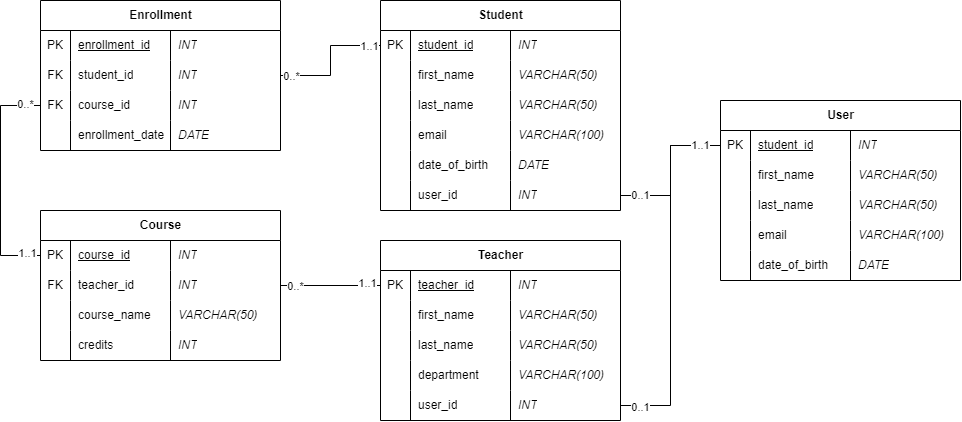 Enrollment
PK enrollment_id INT
FK student_id INT
FK course_id INT
enrollment_date DATE
0..*
0..*
1..1
Student
PK student_id INT
first_name VARCHAR(50)
last_name VARCHAR(50)
email VARCHAR(100)
date_of_birth DATE
user_id INT
0..1
1..1
User
PK student_id INT
first_name VARCHAR(50)
last_name VARCHAR(50)
email VARCHAR(100)
date_of_birth DATE
Course
1..1
PK course_id INT
FK teacher_id INT
course_name VARCHAR(50)
credits INT
0..*
1..1
Teacher
PK teacher_id INT
first_name VARCHAR(50)
last_name VARCHAR(50)
department VARCHAR(100)
user_id INT
0..1